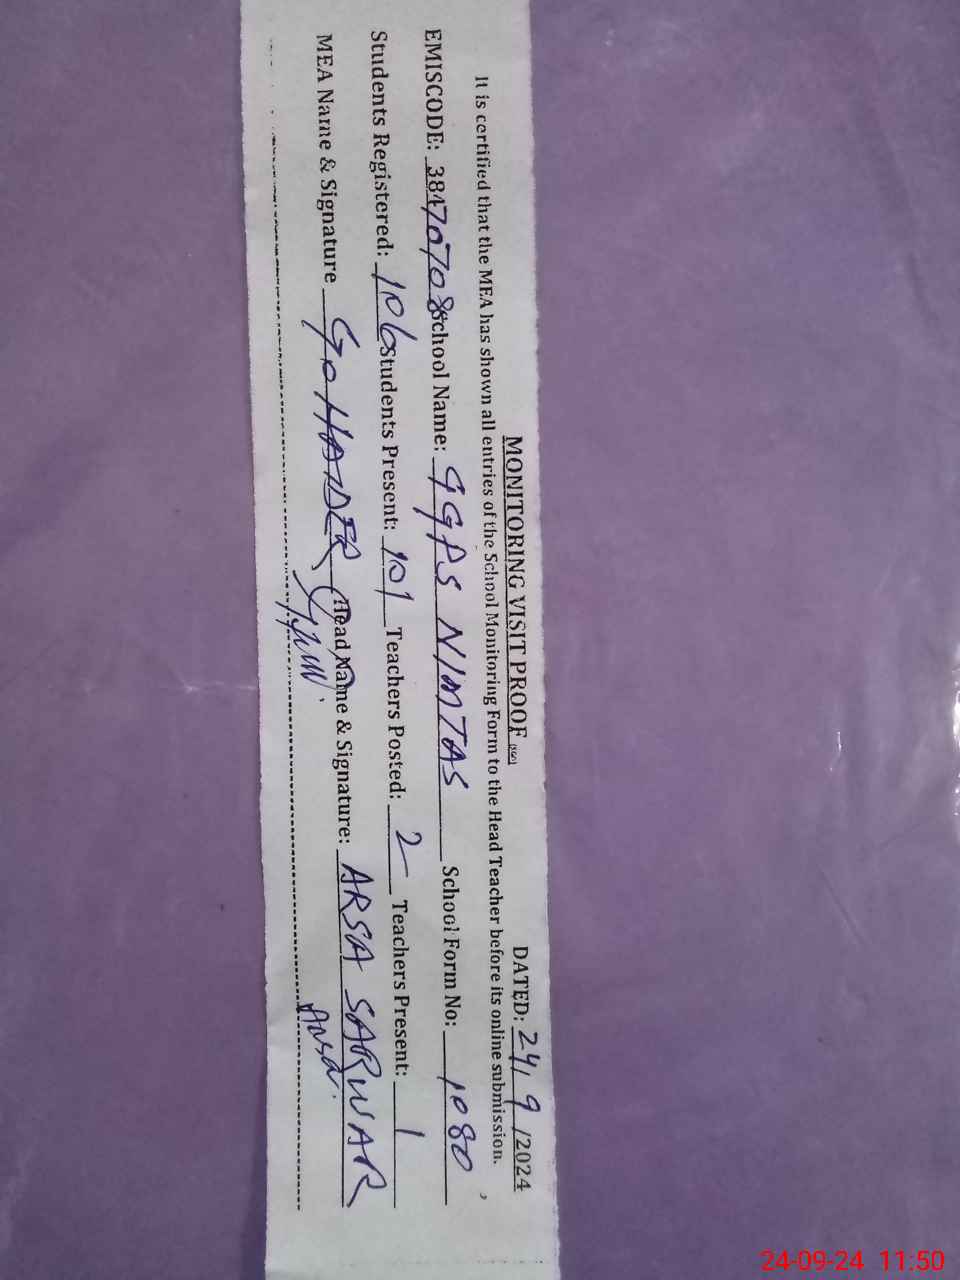 MONITORING VISIT PROOF DATED: 24/ 9 /2024
It is certified that the MEA has shown all entries of the School Monitoring Form to the Head Teacher before its online submission.
EMISCODE: 38470708 School Name: GGPS NIMTAS School Form No: 1080
Students Registered: 106 Students Present: 101 Teachers Posted: 2 Teachers Present: 1
MEA Name & Signature GOHANDER Head Name & Signature: ARSA SARWAR
Arsa
24-09-24 11:50